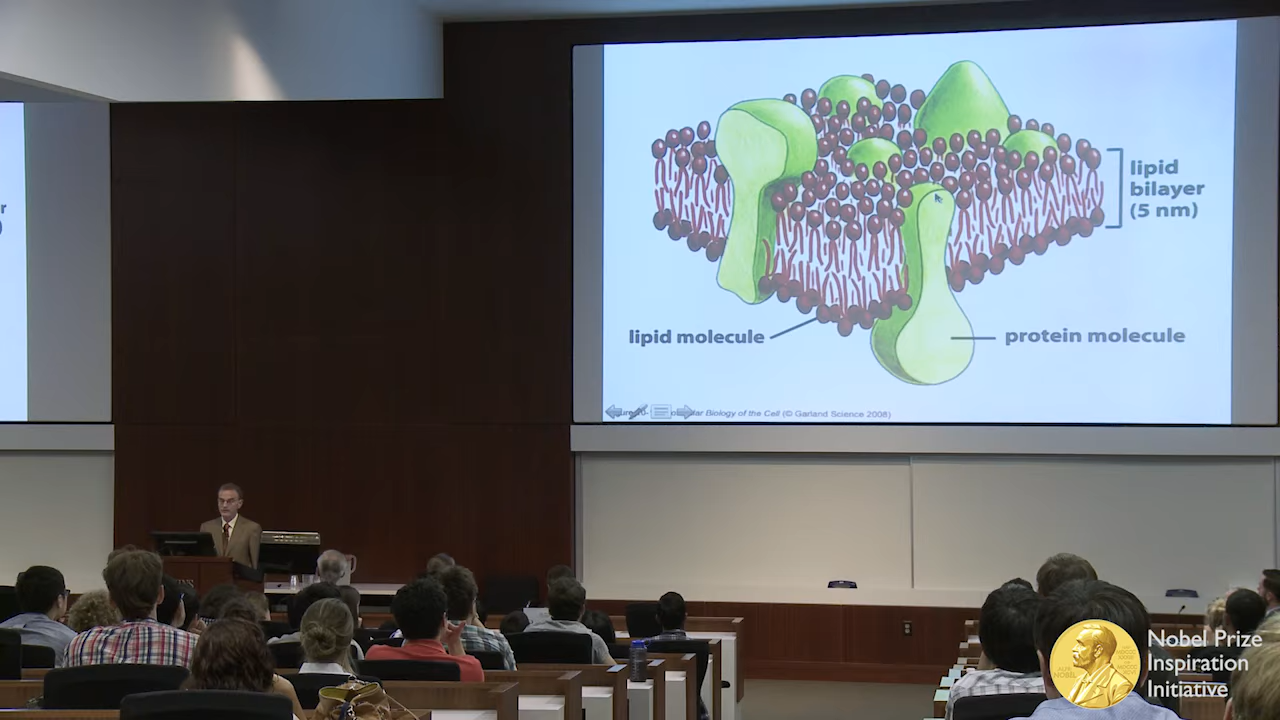 lipid
bilayer
(5 nm)
lipid molecule
protein molecule
Biology of the Cell (© Garland Science 2008)
Nobel Prize
Inspiration
Initiative